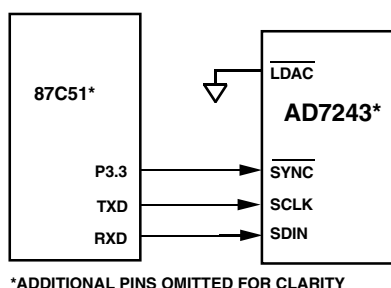 87C51*
LDAC
AD7243*
P3.3
SYNC
TXD
SCLK
RXD
SDIN
*ADDITIONAL PINS OMITTED FOR CLARITY